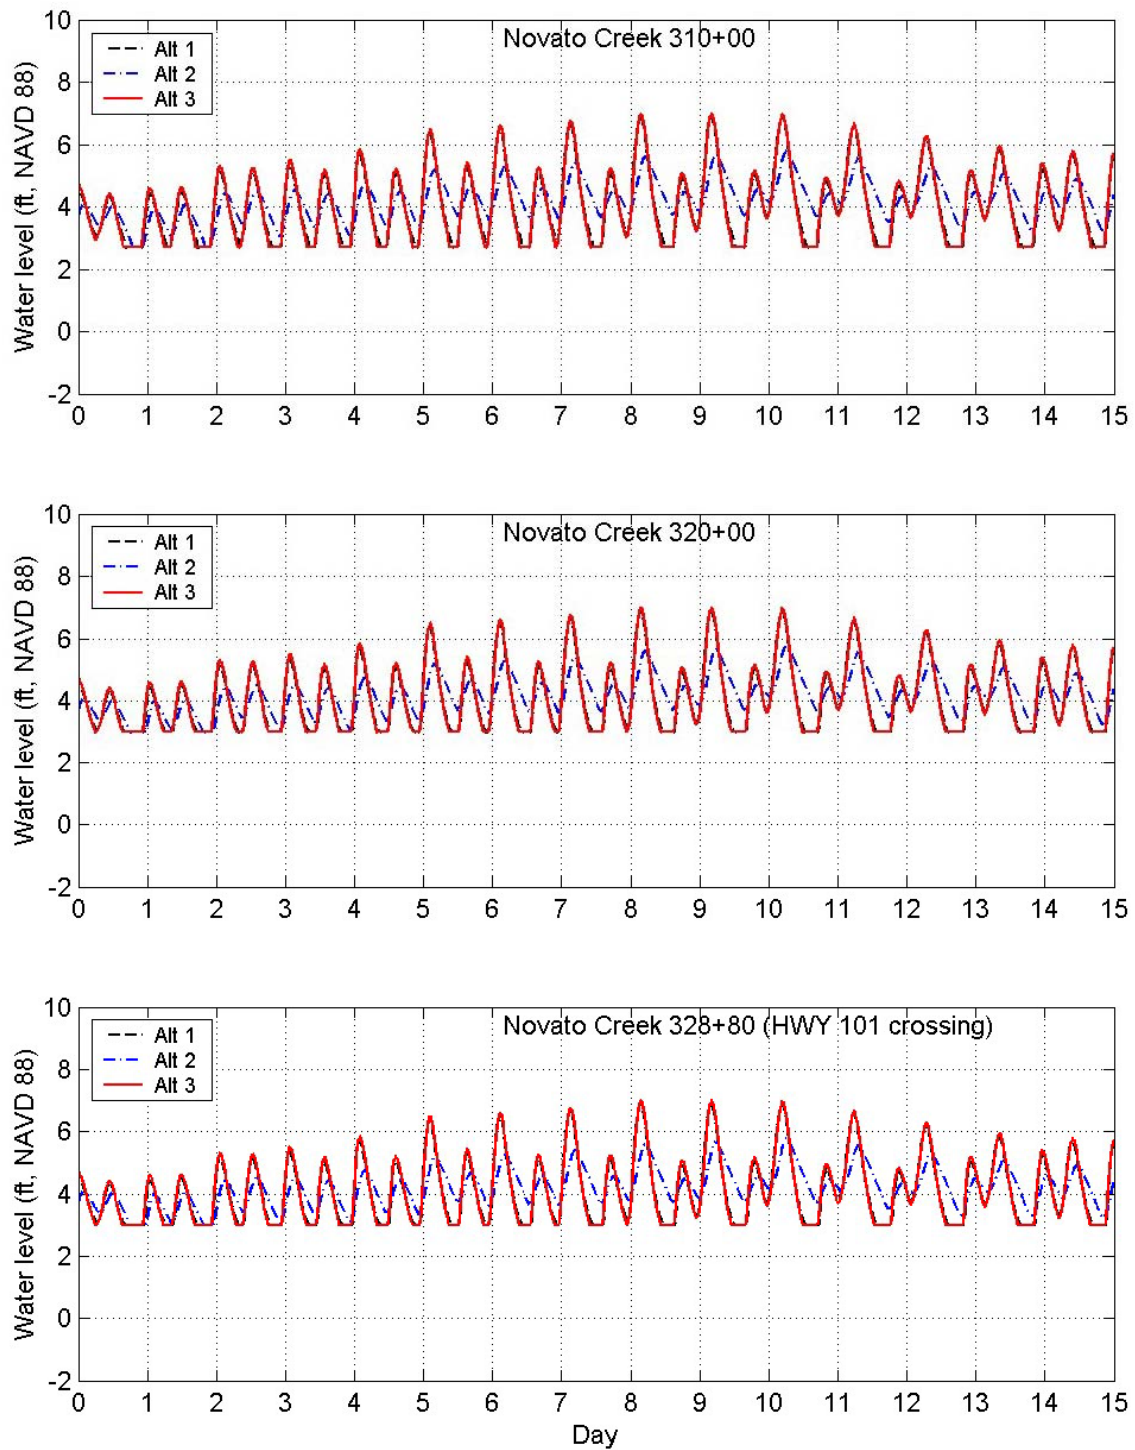 Novato Creek 310+00
Alt 1
Alt 2
Alt 3
Water level (ft, NAVD 88)
10
8
6
4
2
0
-2
0 1 2 3 4 5 6 7 8 9 10 11 12 13 14 15
Novato Creek 320+00
Alt 1
Alt 2
Alt 3
Water level (ft, NAVD 88)
10
8
6
4
2
0
-2
0 1 2 3 4 5 6 7 8 9 10 11 12 13 14 15
Novato Creek 328+80 (HWY 101 crossing)
Alt 1
Alt 2
Alt 3
Water level (ft, NAVD 88)
10
8
6
4
2
0
-2
0 1 2 3 4 5 6 7 8 9 10 11 12 13 14 15
Day